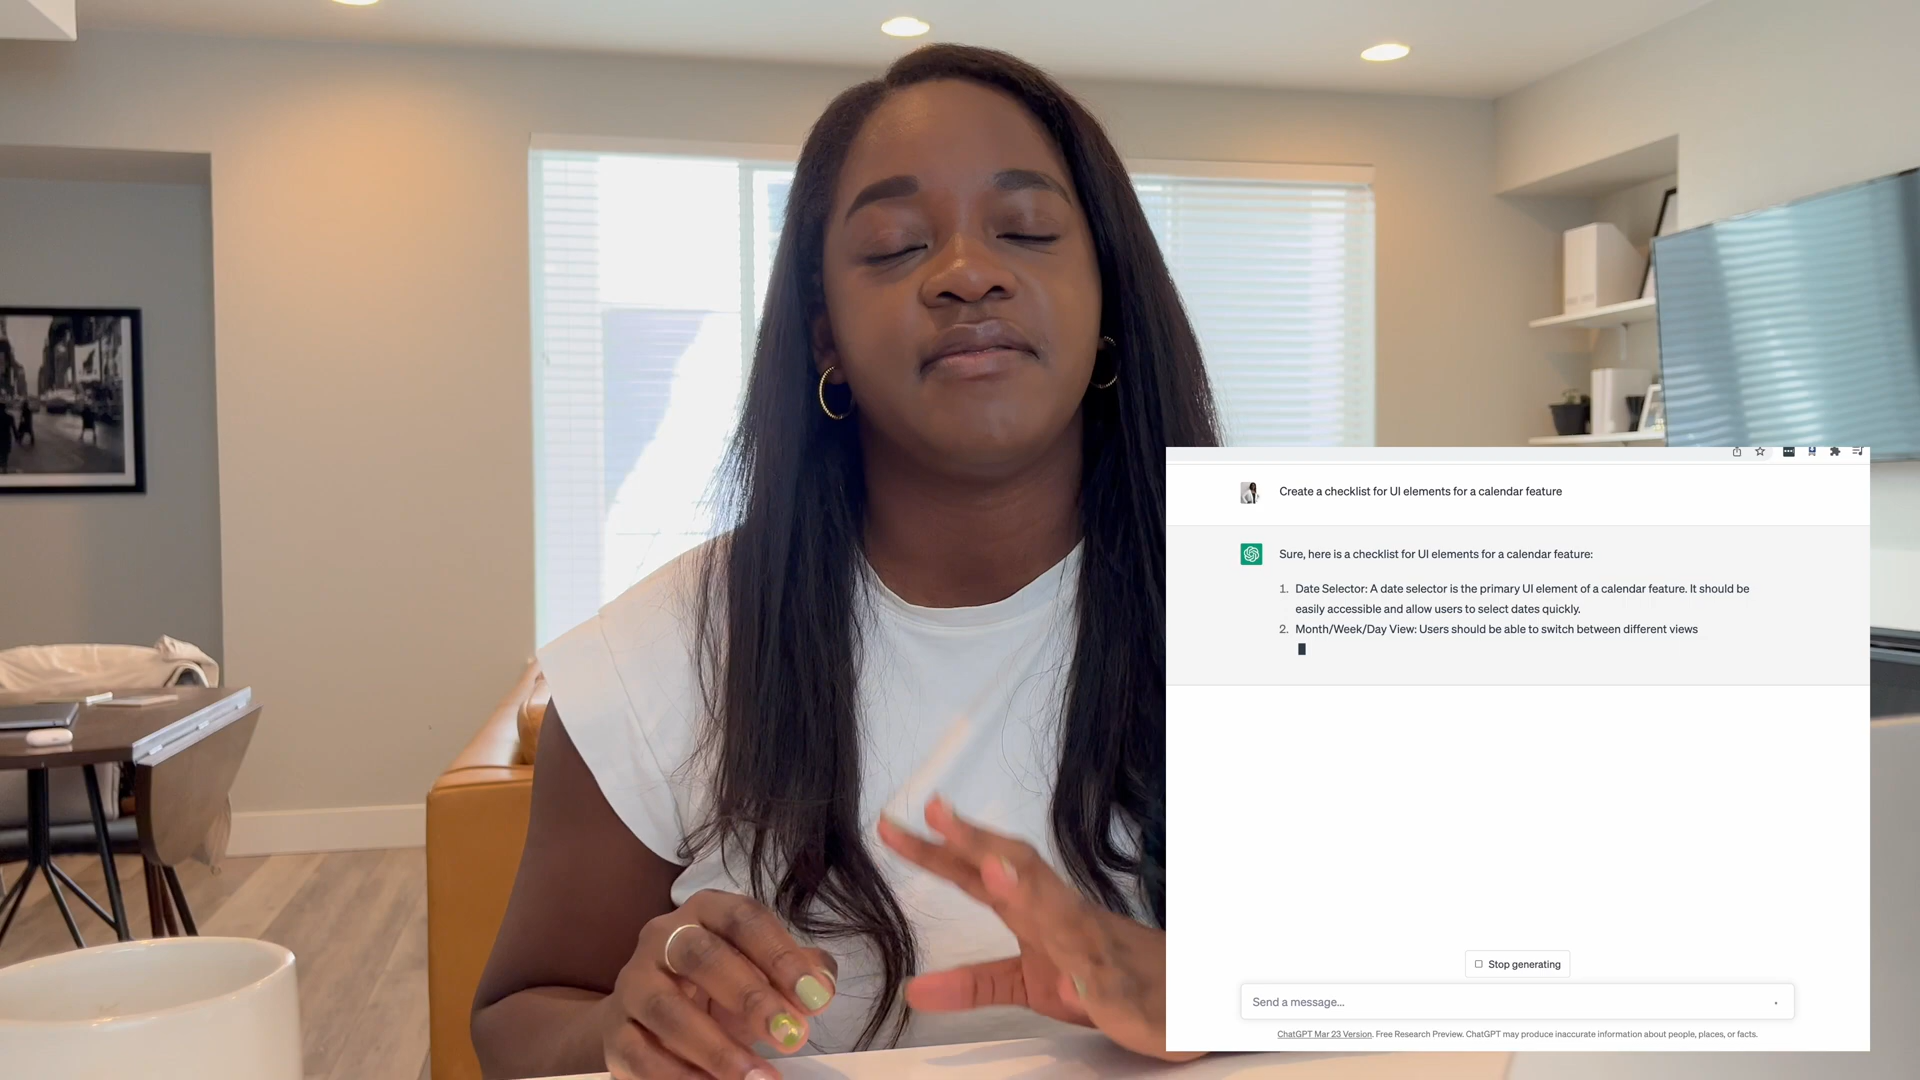 Create a checklist for UI elements for a calendar feature
Sure, here is a checklist for UI elements for a calendar feature:
1. Date Selector: A date selector is the primary UI element of a calendar feature. It should be
easily accessible and allow users to select dates quickly.
2. Month/Week/Day View: Users should be able to switch between different views
Stop generating
Send a message...
ChatGPT Mar 23 Version. Free Research Preview. ChatGPT may produce inaccurate information about people, places, or facts.